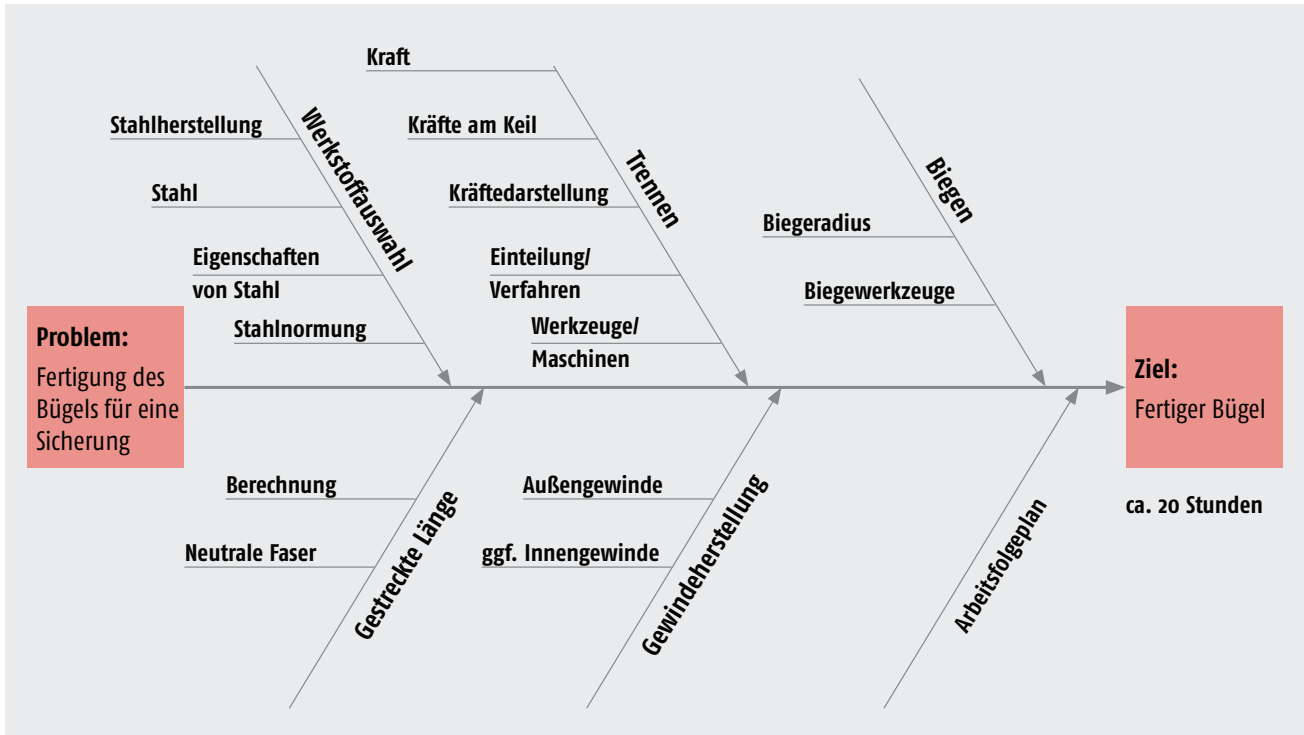 Kraft
Stahlherstellung
Kräfte am Keil
Stahl
Kräftedarstellung
Eigenschaften
von Stahl
Einteilung/
Verfahren
Stahlnormung
Werkzeuge/
Maschinen
Werkstoffauswahl
Trennen
Biegeradius
Biegewerkzeuge
Biegen
Problem:
Fertigung des
Bügels für eine
Sicherung
Ziel:
Fertiger Bügel
ca. 20 Stunden
Berechnung
Neutrale Faser
Gestreckte Länge
Außengewinde
ggf. Innengewinde
Gewindeherstellung
Arbeitsfolgeplan